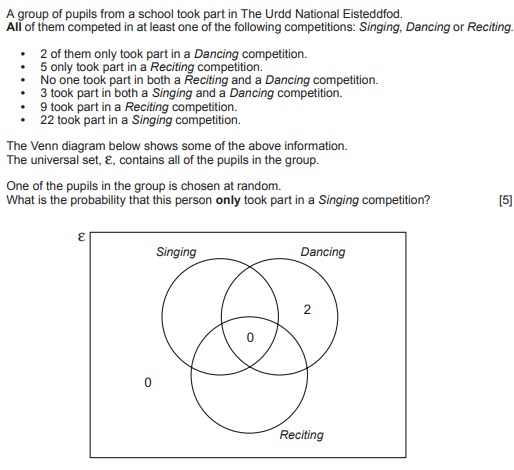 A group of pupils from a school took part in The Urdd National Eisteddfod.
All of them competed in at least one of the following competitions: Singing, Dancing or Reciting.
• 2 of them only took part in a Dancing competition.
• 5 only took part in a Reciting competition.
• No one took part in both a Reciting and a Dancing competition.
• 3 took part in both a Singing and a Dancing competition.
• 9 took part in a Reciting competition.
• 22 took part in a Singing competition.
The Venn diagram below shows some of the above information.
The universal set, Ɛ, contains all of the pupils in the group.
One of the pupils in the group is chosen at random.
What is the probability that this person only took part in a Singing competition? [5]
Ɛ
Singing Dancing
2
0
0
Reciting